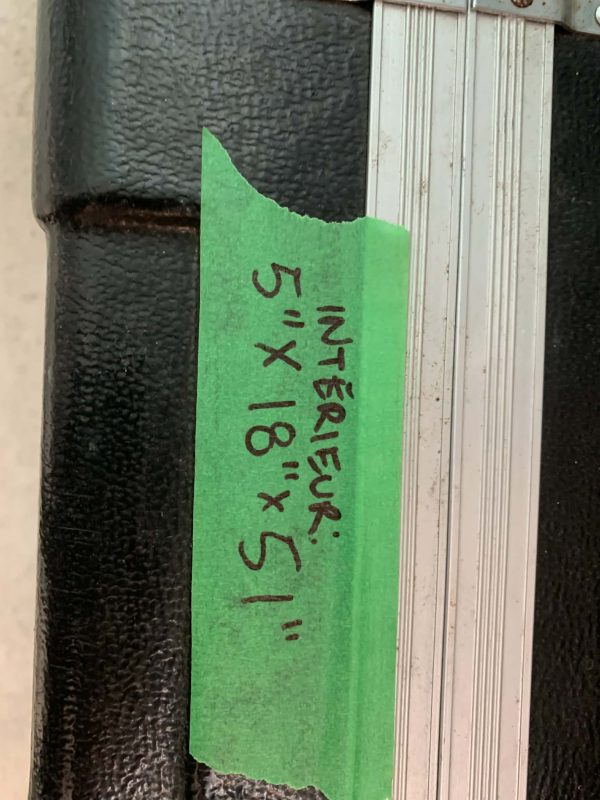 INTÉRIEUR:
5" X 18" x 51"